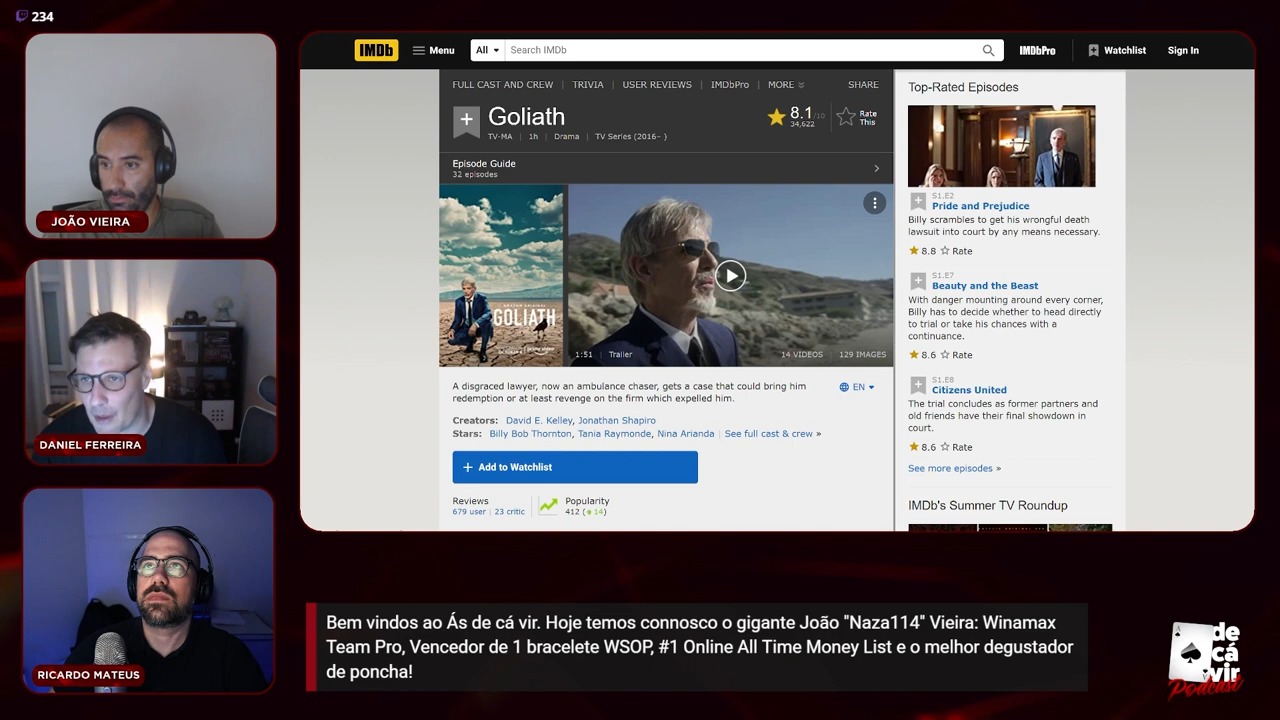 234
JOÃO VIEIRA
DANIEL FERREIRA
RICARDO MATEUS
IMDb
Menu
All
Search IMDb
IMDbPro
Watchlist
Sign In
FULL CAST AND CREW | TRIVIA | USER REVIEWS | IMDbPro | MORE
SHARE
Goliath
TV-MA | 1h | Drama | TV Series (2016– )
8.1/10
34,622
Rate
This
Episode Guide
32 episodes
GOLIATH
1:51 | Trailer
14 VIDEOS | 129 IMAGES
A disgraced lawyer, now an ambulance chaser, gets a case that could bring him
redemption or at least revenge on the firm which expelled him.
EN
Creators: David E. Kelley, Jonathan Shapiro
Stars: Billy Bob Thornton, Tania Raymonde, Nina Arianda | See full cast & crew »
+ Add to Watchlist
Reviews
679 user | 23 critic
Popularity
412 (14)
Top-Rated Episodes
S1.E2
Pride and Prejudice
Billy scrambles to get his wrongful death
lawsuit into court by any means necessary.
8.8 Rate
S1.E7
Beauty and the Beast
With danger mounting around every corner,
Billy has to decide whether to head directly
to trial or take his chances with a
continuance.
8.6 Rate
S1.E8
Citizens United
The trial concludes as former partners and
old friends have their final showdown in
court.
8.6 Rate
See more episodes »
IMDb's Summer TV Roundup
Bem vindos ao Ás de cá vir. Hoje temos connosco o gigante João "Naza114" Vieira: Winamax
Team Pro, Vencedor de 1 bracelete WSOP, #1 Online All Time Money List e o melhor degustador
de poncha!
A
de
cá
vir
Podcast